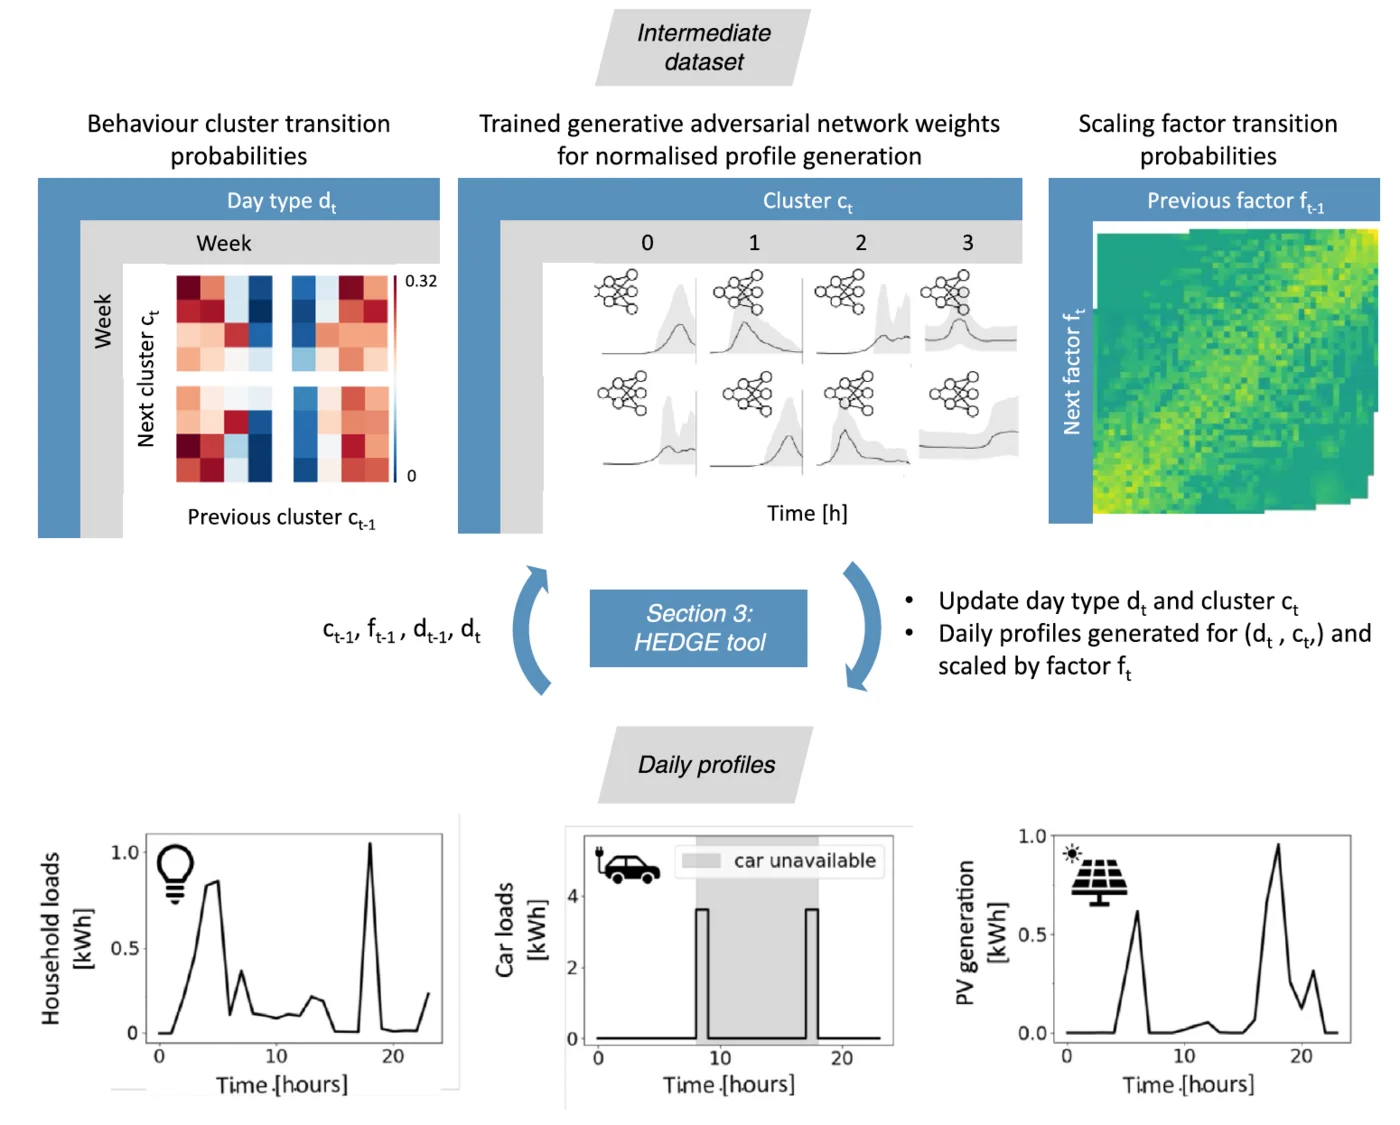 Intermediate
dataset
Behaviour cluster transition
probabilities
Day type dt
Week
Week
Next cluster ct
0.32
0
Previous cluster ct-1
Trained generative adversarial network weights
for normalised profile generation
Cluster ct
0 1 2 3
Time [h]
Scaling factor transition
probabilities
Previous factor ft-1
Next factor ft
ct-1, ft-1 , dt-1, dt
Section 3:
HEDGE tool
• Update day type dt and cluster ct
• Daily profiles generated for (dt , ct,) and
scaled by factor ft
Daily profiles
Household loads
[kWh]
1.0
0.5
0
0 10 20
Time [hours]
Car loads
[kWh]
car unavailable
4
2
0
0 10 20
Time [hours]
PV generation
[kWh]
1.0
0.5
0.0
0 10 20
Time [hours]